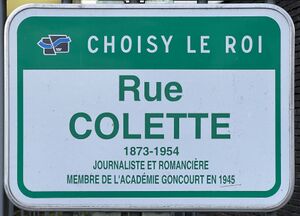 CHOISY LE ROI
Rue
COLETTE
1873-1954
JOURNALISTE ET ROMANCIÈRE
MEMBRE DE L'ACADÉMIE GONCOURT EN 1945